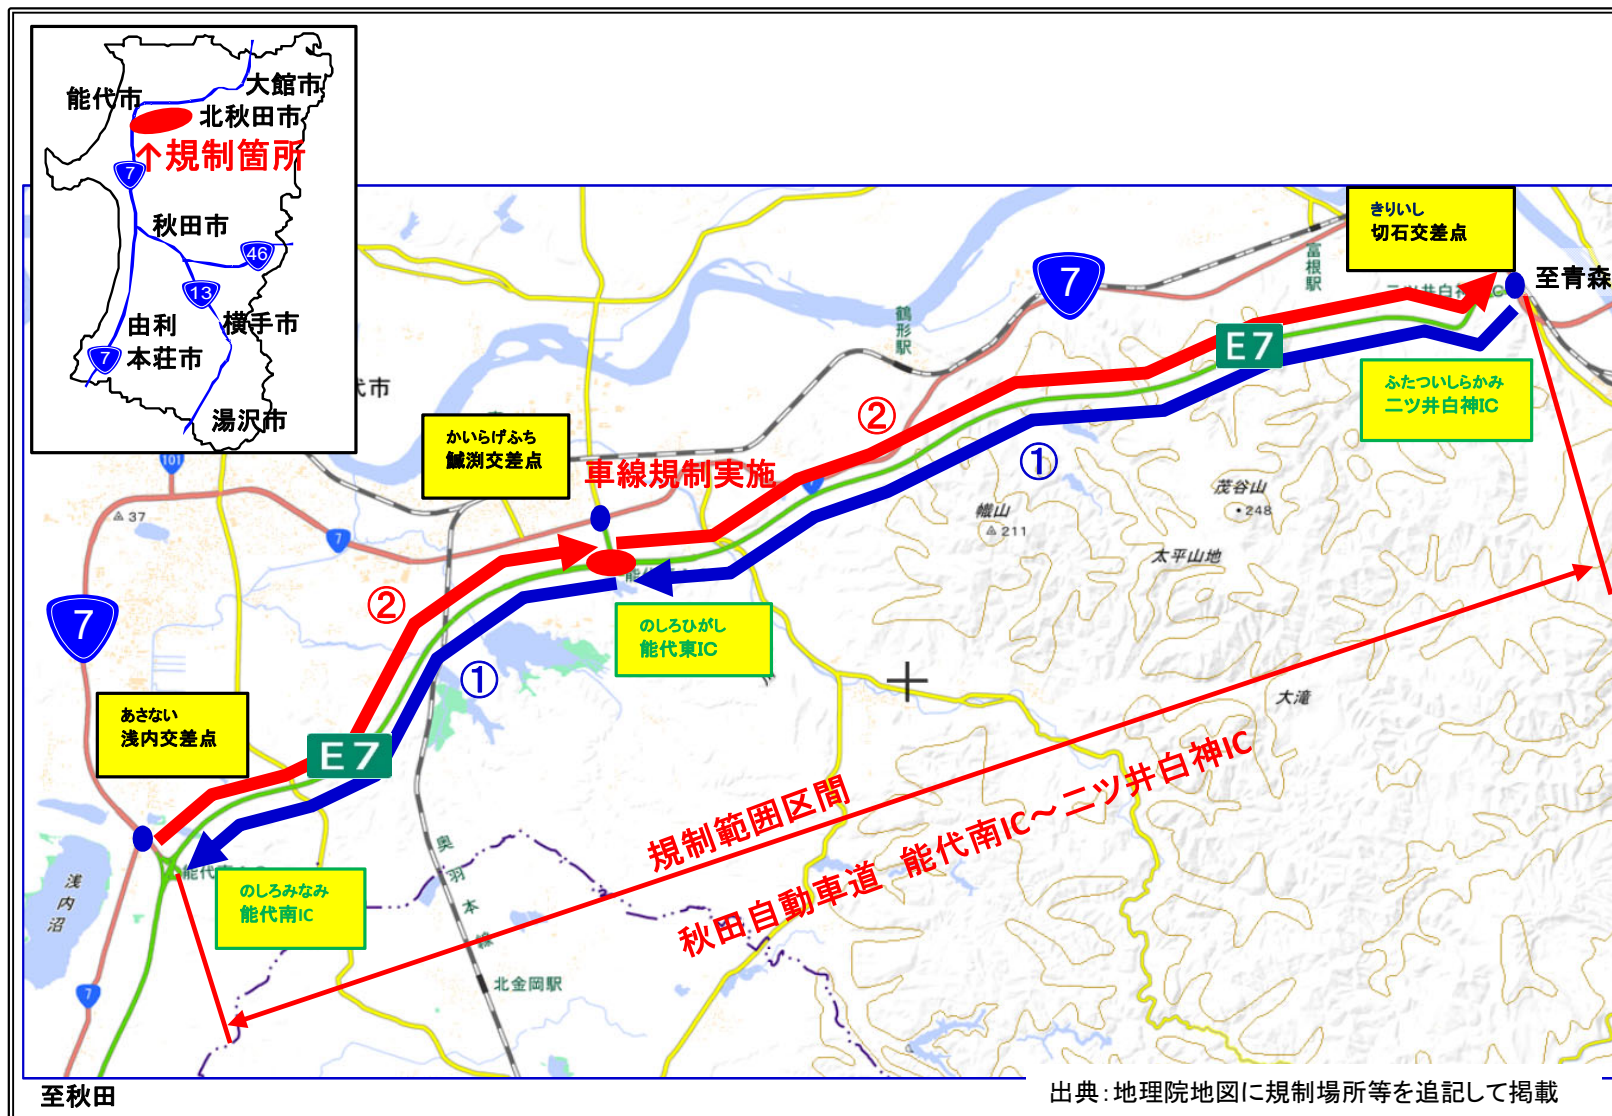 大館市
能代市
北秋田市
↑規制箇所
7
秋田市
46
13
由利
本荘市
横手市
7
湯沢市
きりいし
切石交差点
至青森
富根駅
7
鶴形駅
E7
ふたついしらかみ
二ツ井白神IC
代市
かいらげふち
鰄渕交差点
②
車線規制実施
①
101
37
7
幟山
211
茂谷山
248
太平山地
7
②
①
のしろひがし
能代東IC
あさない
浅内交差点
E7
大滝
規制範囲区間
秋田自動車道 能代南IC～二ツ井白神IC
浅内沼
のしろみなみ
能代南IC
奥羽本線
北金岡駅
7
至秋田
出典:地理院地図に規制場所等を追記して掲載